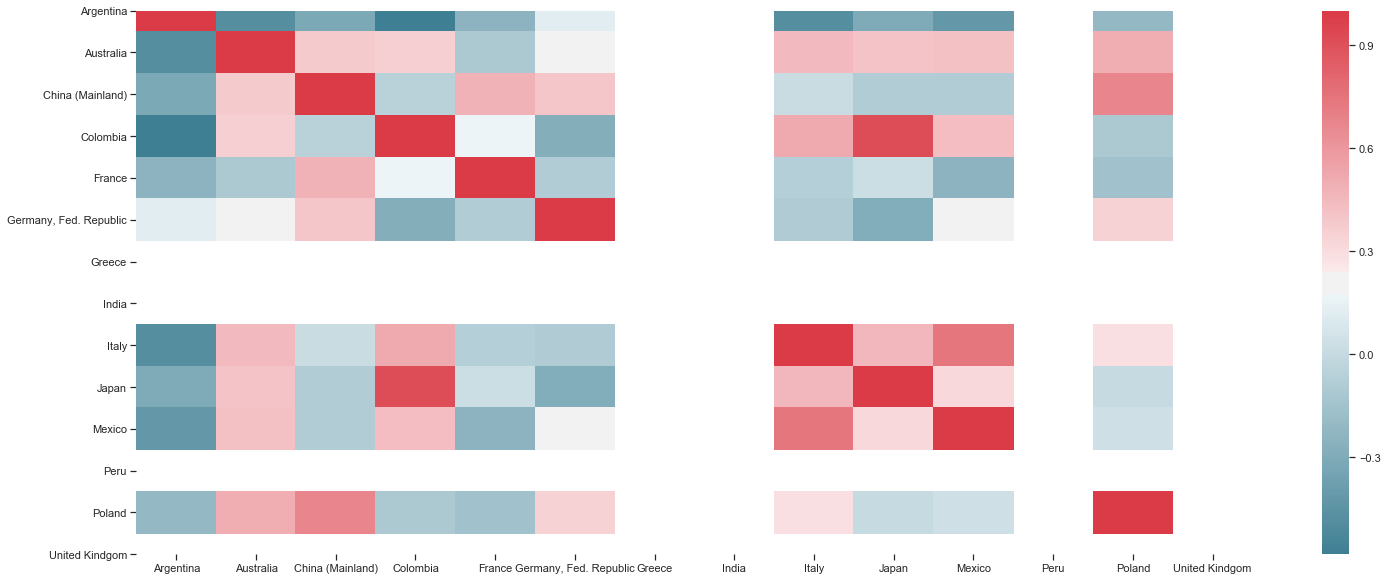 Argentina
Australia
China (Mainland)
Colombia
France
Germany, Fed. Republic
Greece
India
Italy
Japan
Mexico
Peru
Poland
United Kindgom
Argentina Australia China (Mainland) Colombia France Germany, Fed. Republic Greece India Italy Japan Mexico Peru Poland United Kindgom
0.9
0.6
0.3
0.0
−0.3